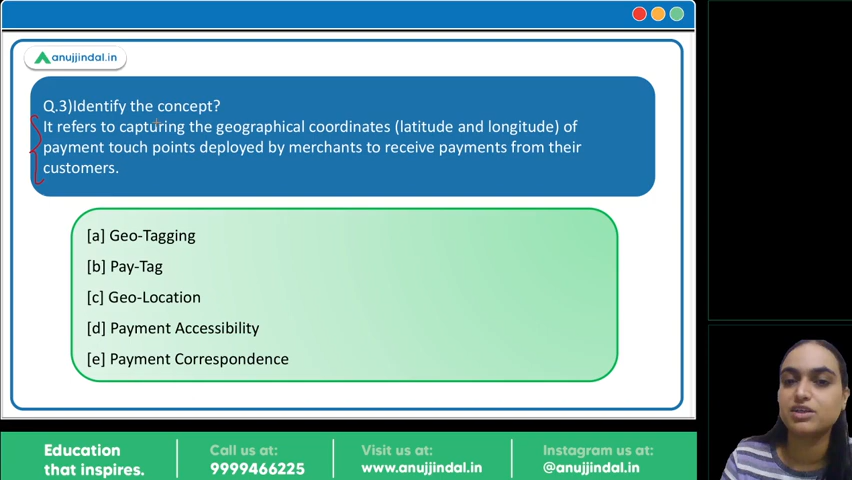 anujjindal.in
Q.3)Identify the concept?
It refers to capturing the geographical coordinates (latitude and longitude) of
payment touch points deployed by merchants to receive payments from their
customers.
[a] Geo-Tagging
[b] Pay-Tag
[c] Geo-Location
[d] Payment Accessibility
[e] Payment Correspondence
Education
that inspires.
Call us at:
9999466225
Visit us at:
www.anujjindal.in
Instagram us at:
@anujjindal.in